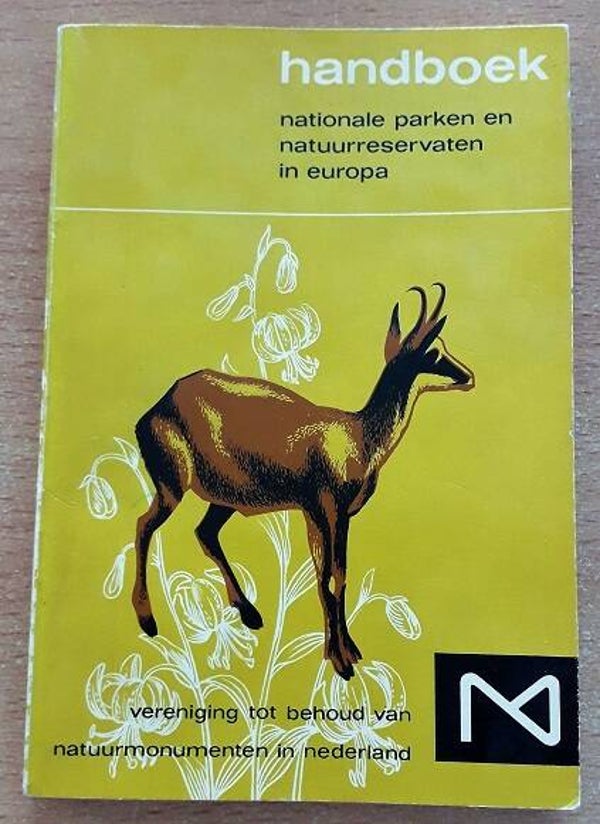 handboek
nationale parken en
natuurreservaten
in europa
vereniging tot behoud van
natuurmonumenten in nederland